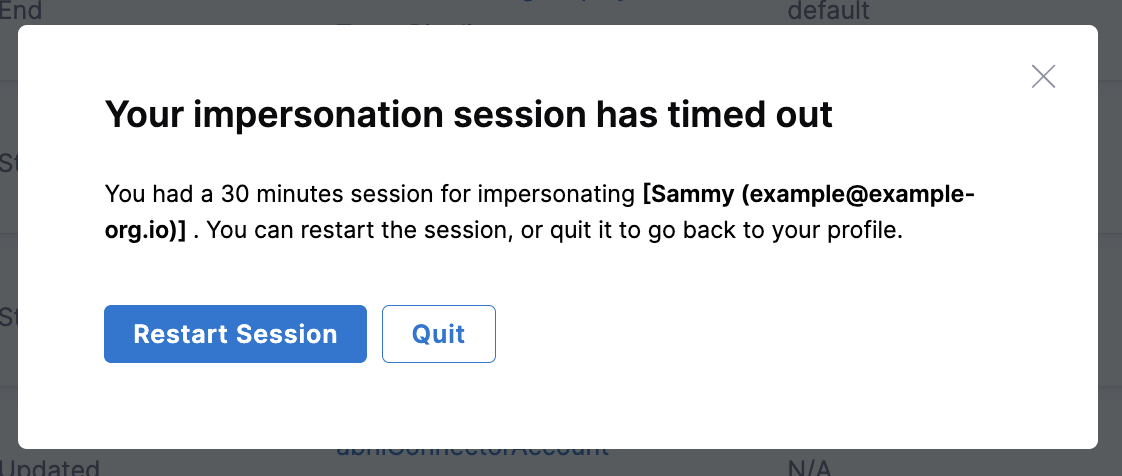 End
default
Your impersonation session has timed out
You had a 30 minutes session for impersonating [Sammy (example@example-
org.io)] . You can restart the session, or quit it to go back to your profile.
Restart Session
Quit
Updated
N/A